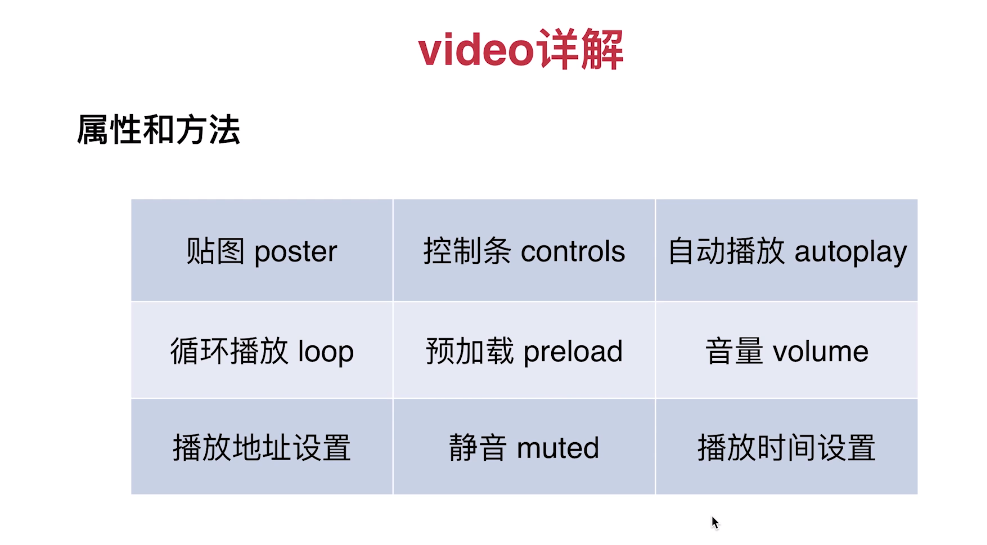 video详解
属性和方法
贴图 poster
控制条 controls
自动播放 autoplay
循环播放 loop
预加载 preload
音量 volume
播放地址设置
静音 muted
播放时间设置